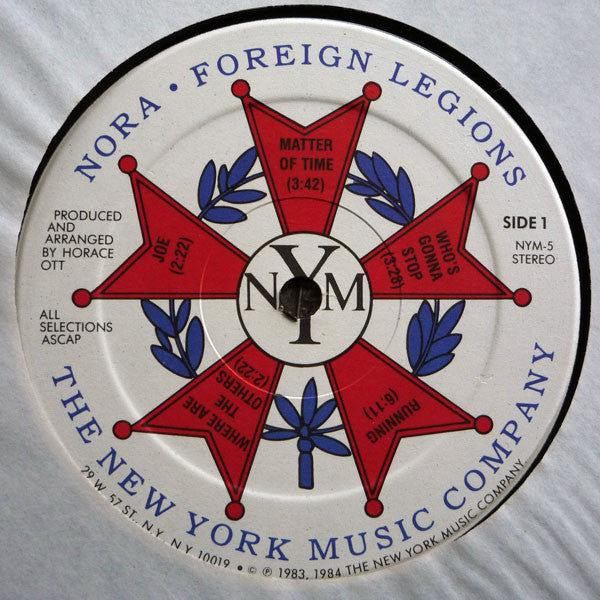 NORA • FOREIGN LEGIONS
MATTER
OF TIME
(3:42)
WHO'S
GONNA
STOP
(3:28)
RUNNING
(6:11)
WHERE ARE
THE
OTHERS
(2:22)
JOE
(2:22)
PRODUCED
AND
ARRANGED
BY HORACE
OTT
ALL
SELECTIONS
ASCAP
SIDE 1
NYM-5
STEREO
NYM
THE NEW YORK MUSIC COMPANY
29 W. 57 ST., N.Y., N.Y. 10019 • © ℗ 1983, 1984 THE NEW YORK MUSIC COMPANY